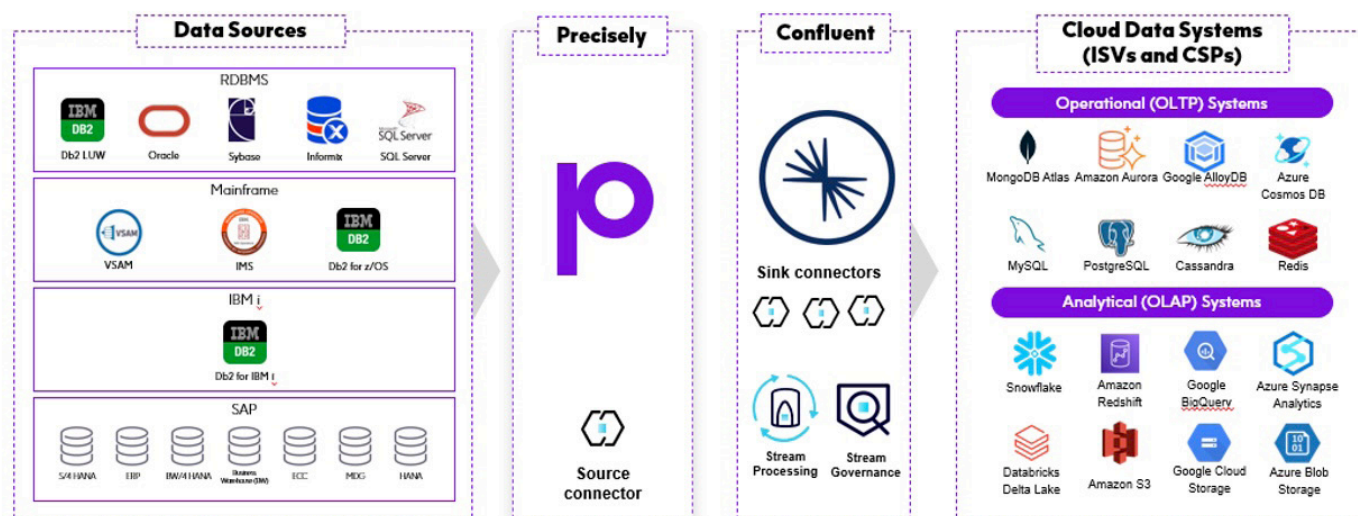 Data Sources
RDBMS
IBM
DB2
Db2 LUW
Oracle
Sybase
Informix
SQL Server
SQL Server
Mainframe
VSAM
VSAM
IMS
IBM
DB2
Db2 for z/OS
IBM i
IBM
DB2
Db2 for IBM i
SAP
S/4 HANA
ERP
BW/4 HANA
Business
Warehouse (BW)
ECC
MDG
HANA
Precisely
Source
connector
Confluent
Sink connectors
Stream
Processing
Stream
Governance
Cloud Data Systems
(ISVs and CSPs)
Operational (OLTP) Systems
MongoDB Atlas
Amazon Aurora
Google AlloyDB
Azure
Cosmos DB
MySQL
PostgreSQL
Cassandra
Redis
Analytical (OLAP) Systems
Snowflake
Amazon
Redshift
Google
BigQuery
Azure Synapse
Analytics
Databricks
Delta Lake
Amazon S3
Google Cloud
Storage
10
01
Azure Blob
Storage